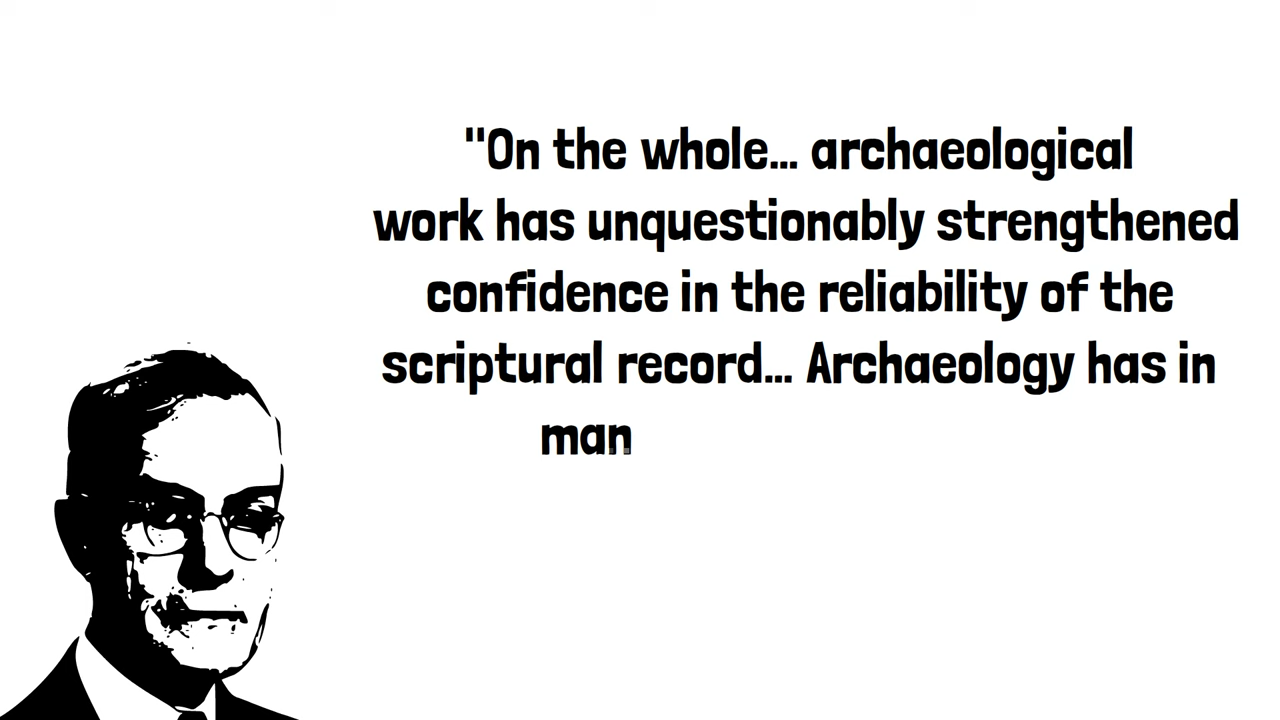 "On the whole... archaeological
work has unquestionably strengthened
confidence in the reliability of the
scriptural record... Archaeology has in
man